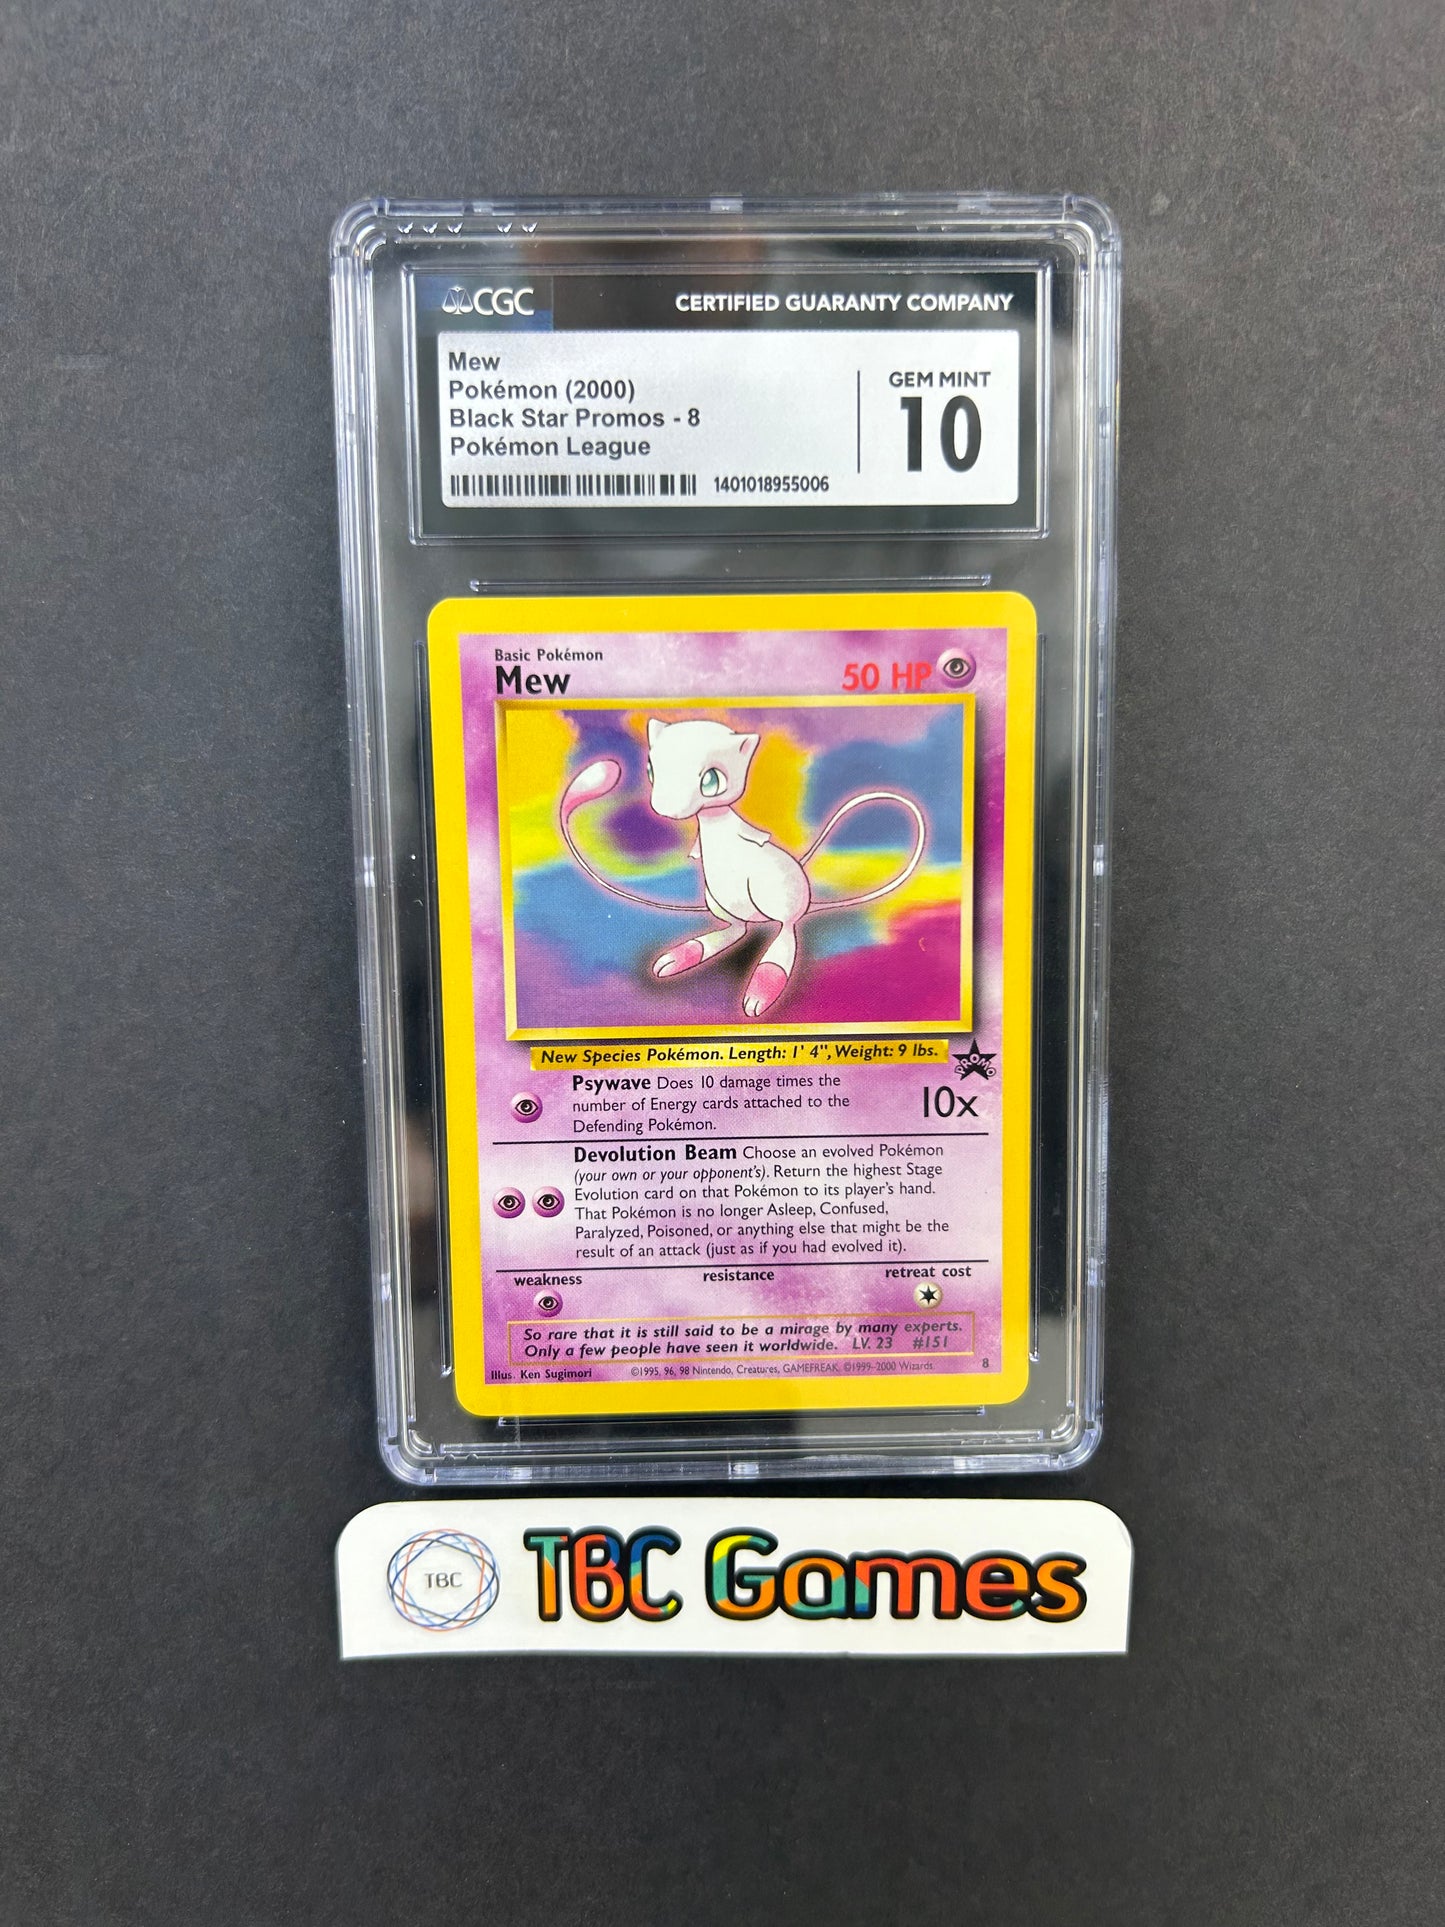 CGC
CERTIFIED GUARANTY COMPANY
Mew
Pokémon (2000)
Black Star Promos - 8
Pokémon League
1401018955006
GEM MINT
10
Basic Pokémon
Mew
50 HP
New Species Pokémon. Length: 1' 4", Weight: 9 lbs.
PROMO
Psywave Does 10 damage times the
number of Energy cards attached to the
Defending Pokémon.
10x
Devolution Beam Choose an evolved Pokémon
(your own or your opponent's). Return the highest Stage
Evolution card on that Pokémon to its player's hand.
That Pokémon is no longer Asleep, Confused,
Paralyzed, Poisoned, or anything else that might be the
result of an attack (just as if you had evolved it).
weakness resistance retreat cost
So rare that it is still said to be a mirage by many experts.
Only a few people have seen it worldwide. LV. 23 #151
Illus. Ken Sugimori ©1995, 96, 98 Nintendo, Creatures, GAMEFREAK. ©1999-2000 Wizards. 8
TBC
TBC Games